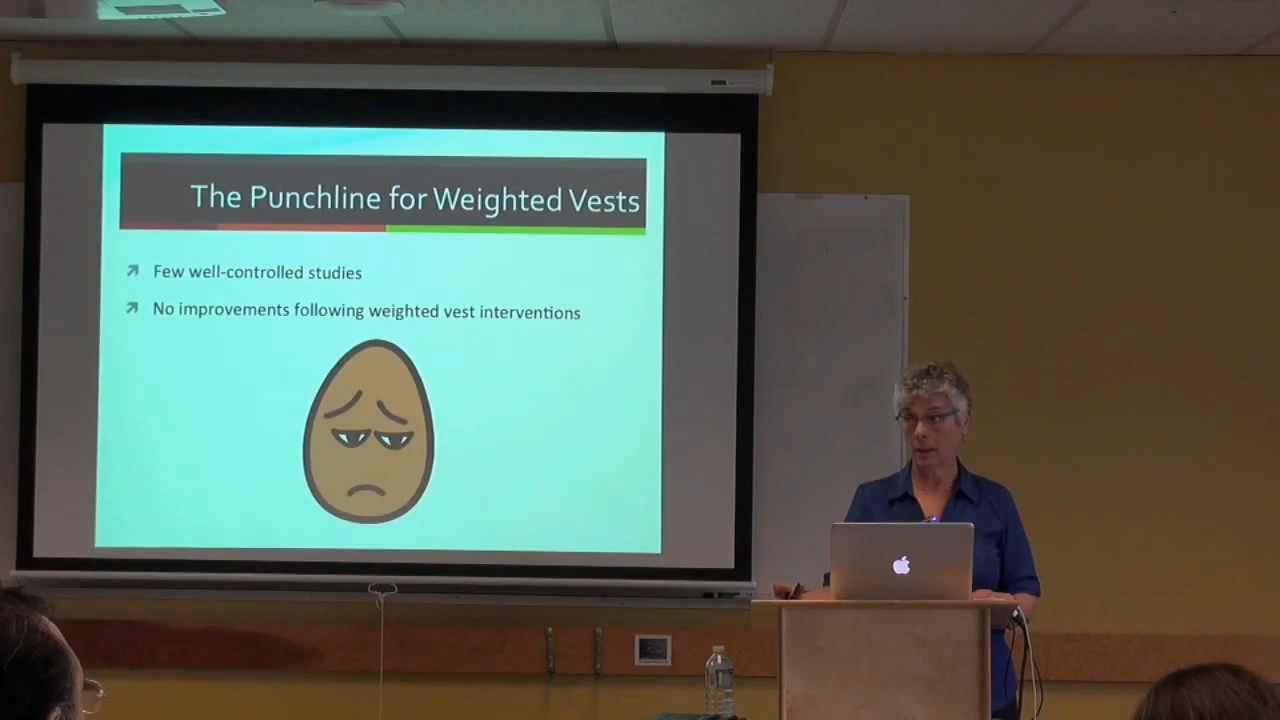 The Punchline for Weighted Vests
Few well-controlled studies
No improvements following weighted vest interventions